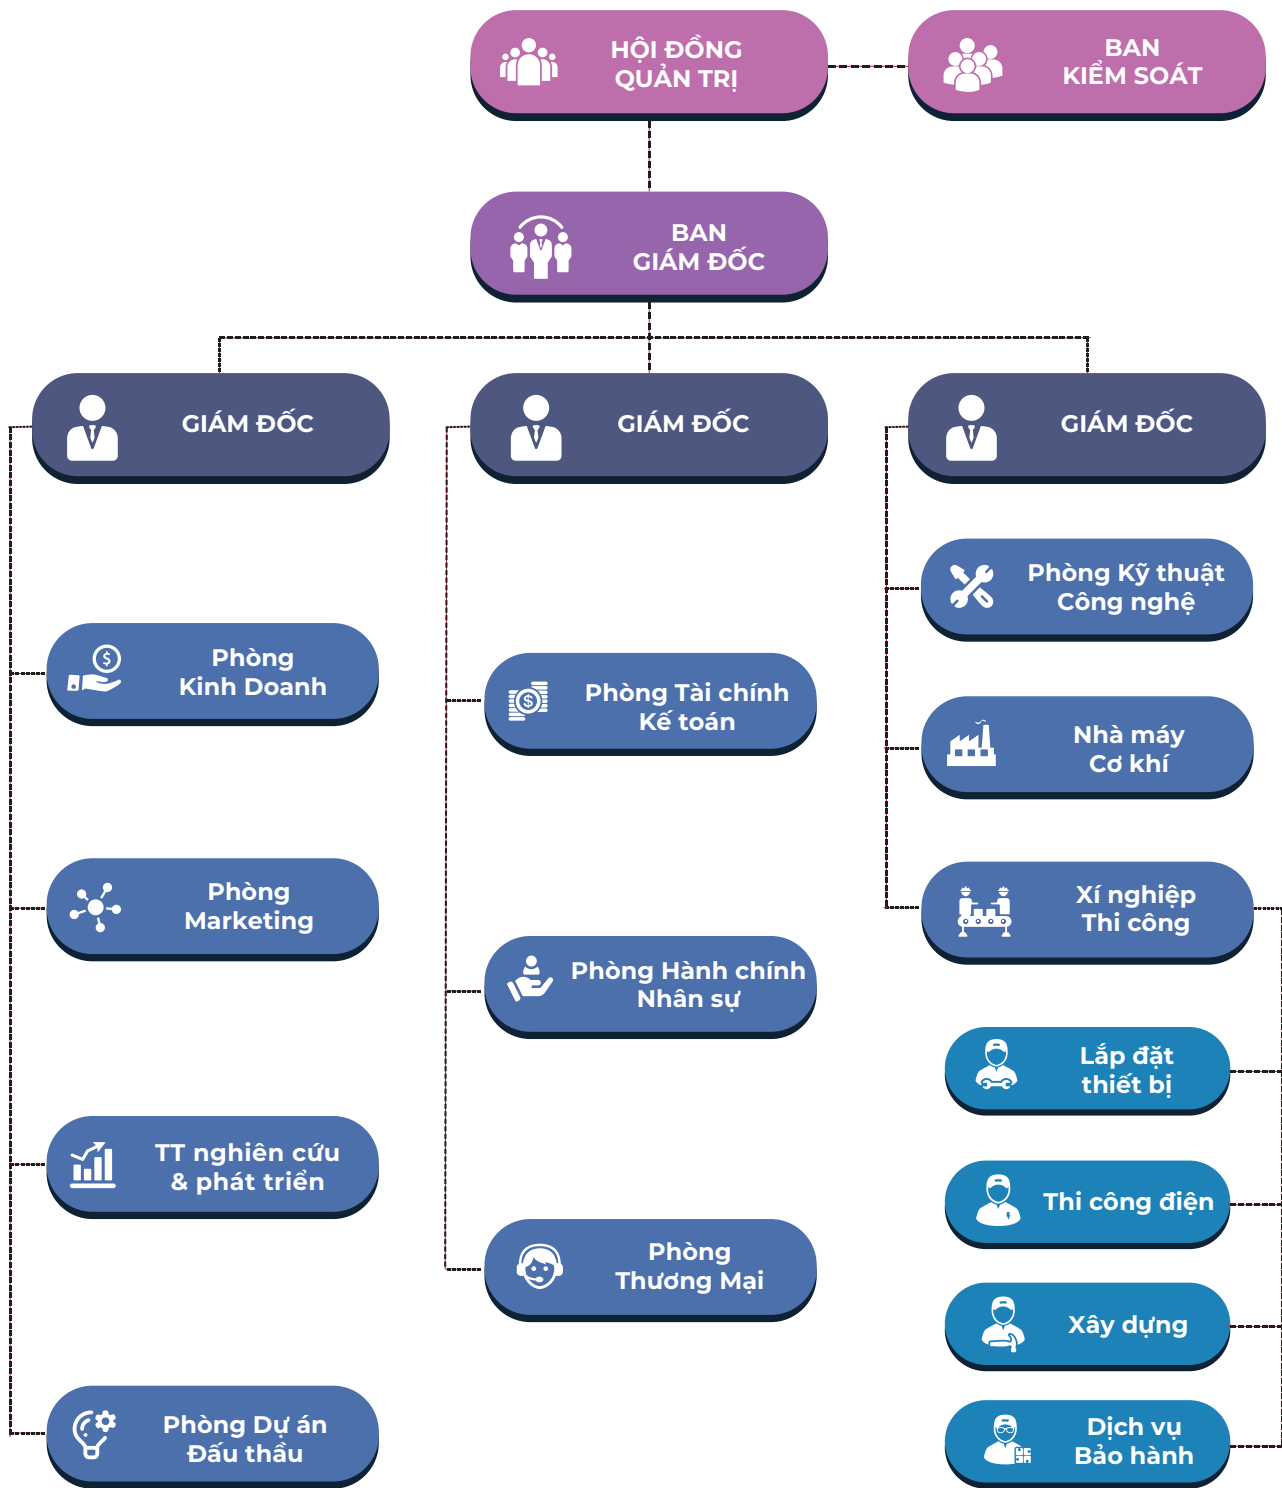 HỘI ĐỒNG
QUẢN TRỊ
BAN
KIỂM SOÁT
BAN
GIÁM ĐỐC
GIÁM ĐỐC
GIÁM ĐỐC
GIÁM ĐỐC
Phòng
Kinh Doanh
Phòng
Marketing
TT nghiên cứu
& phát triển
Phòng Dự án
Đấu thầu
Phòng Tài chính
Kế toán
Phòng Hành chính
Nhân sự
Phòng
Thương Mại
Phòng Kỹ thuật
Công nghệ
Nhà máy
Cơ khí
Xí nghiệp
Thi công
Lắp đặt
thiết bị
Thi công điện
Xây dựng
Dịch vụ
Bảo hành